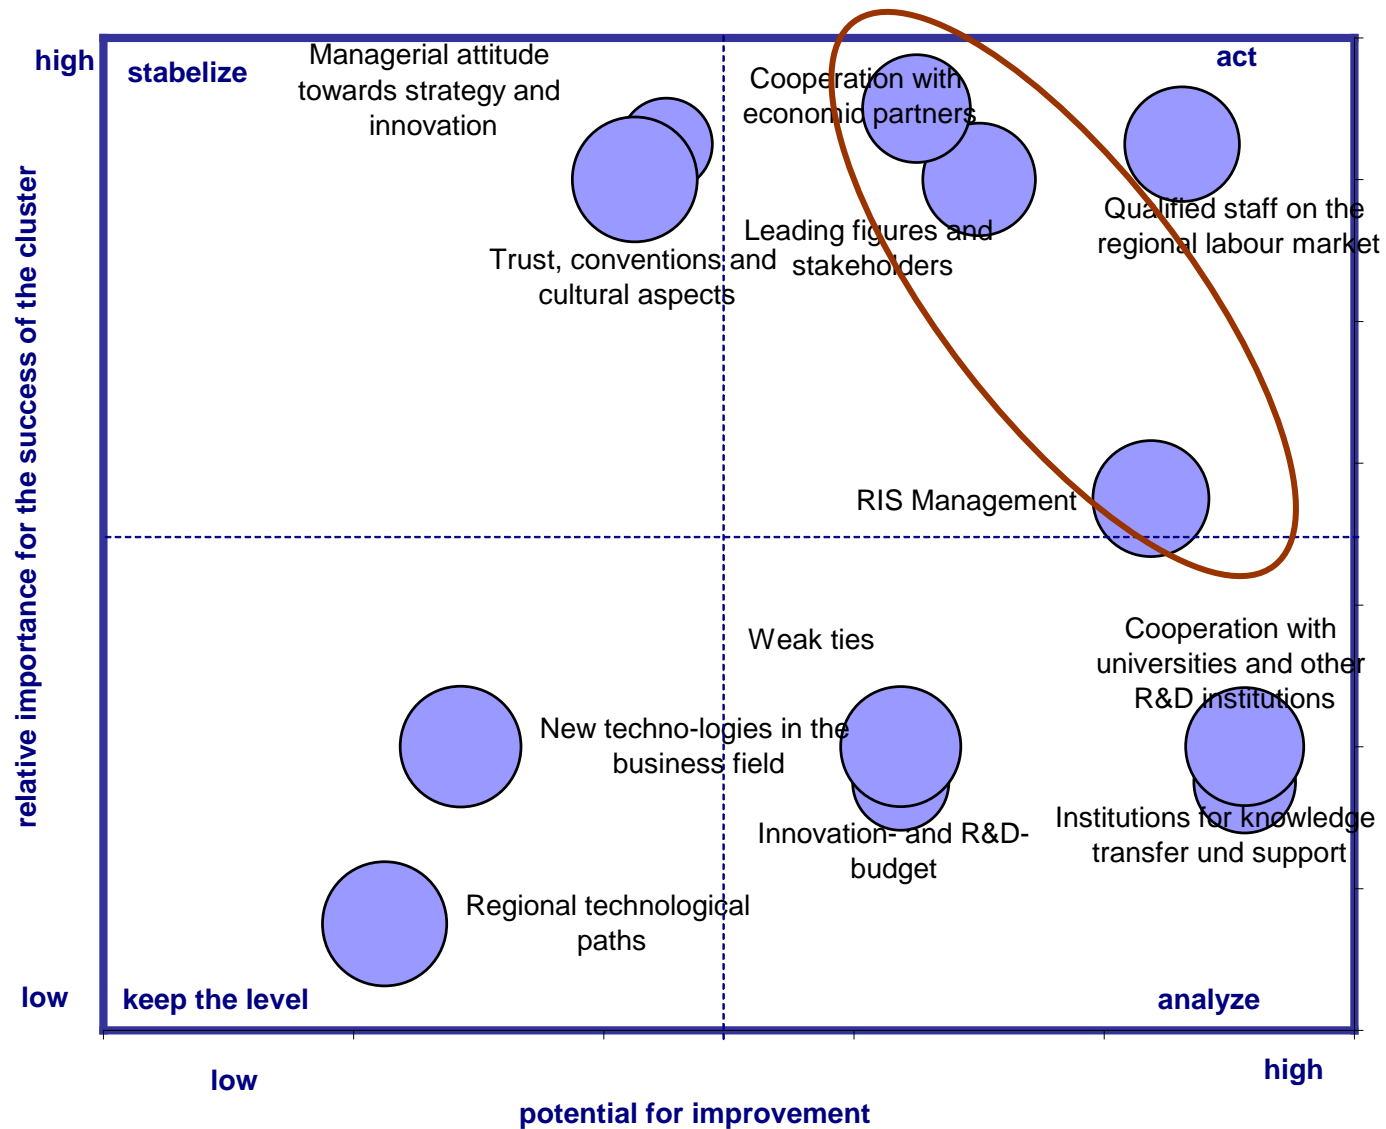 high
stabelize
Managerial attitude
towards strategy and
innovation
Cooperation with
economic partners
act
Qualified staff on the
regional labour market
Leading figures and
stakeholders
Trust, conventions and
cultural aspects
relative importance for the success of the cluster
RIS Management
Weak ties
Cooperation with
universities and other
R&D institutions
New techno-logies in the
business field
Innovation- and R&D-
budget
Institutions for knowledge
transfer und support
Regional technological
paths
low
keep the level
analyze
low
high
potential for improvement